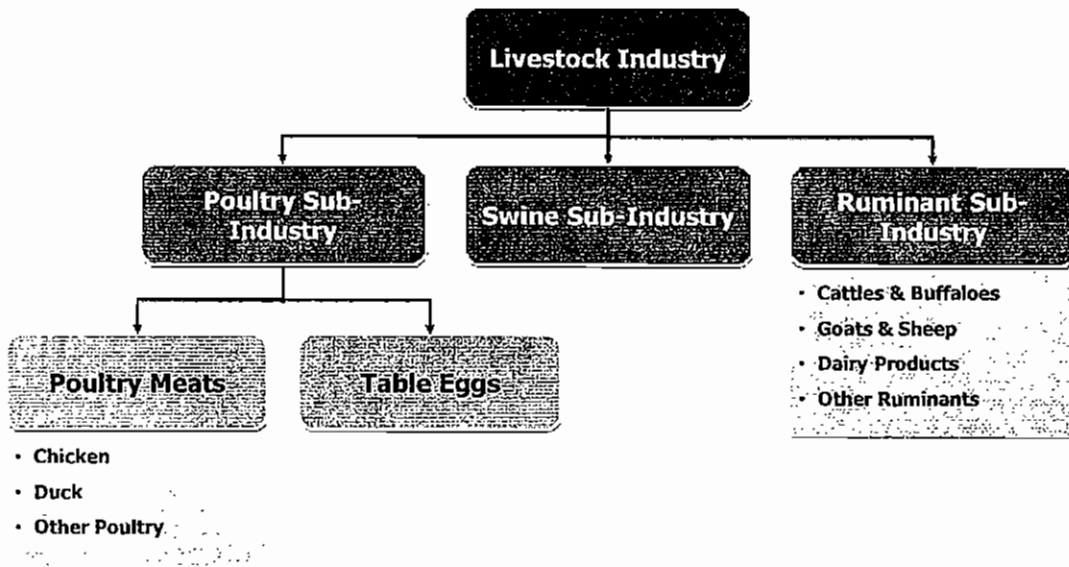 Livestock Industry
Poultry Sub-
Industry
Swine Sub-Industry
Ruminant Sub-
Industry
• Cattles & Buffaloes
• Goats & Sheep
• Dairy Products
• Other Ruminants
Poultry Meats
Table Eggs
• Chicken
• Duck
• Other Poultry